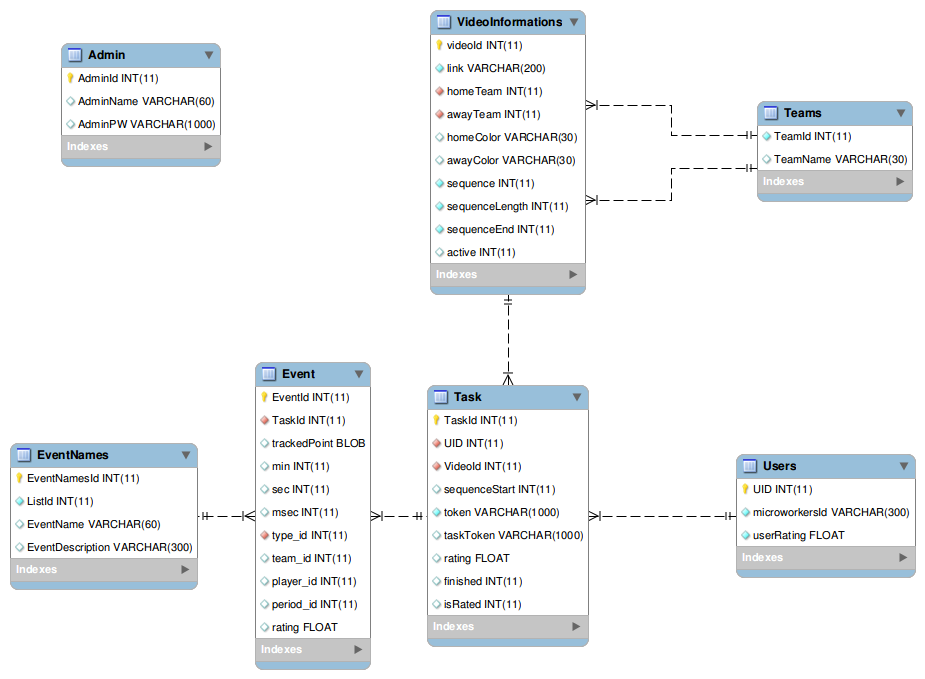 VideoInformations
videoId INT(11)
link VARCHAR(200)
homeTeam INT(11)
awayTeam INT(11)
homeColor VARCHAR(30)
awayColor VARCHAR(30)
sequence INT(11)
sequenceLength INT(11)
sequenceEnd INT(11)
active INT(11)
Indexes
Admin
AdminId INT(11)
AdminName VARCHAR(60)
AdminPW VARCHAR(1000)
Indexes
Teams
TeamId INT(11)
TeamName VARCHAR(30)
Indexes
Event
EventId INT(11)
TaskId INT(11)
trackedPoint BLOB
min INT(11)
sec INT(11)
msec INT(11)
type_id INT(11)
team_id INT(11)
player_id INT(11)
period_id INT(11)
rating FLOAT
Indexes
Task
TaskId INT(11)
UID INT(11)
VideoId INT(11)
sequenceStart INT(11)
token VARCHAR(1000)
taskToken VARCHAR(1000)
rating FLOAT
finished INT(11)
isRated INT(11)
Indexes
EventNames
EventNamesId INT(11)
ListId INT(11)
EventName VARCHAR(60)
EventDescription VARCHAR(300)
Indexes
Users
UID INT(11)
microworkersId VARCHAR(300)
userRating FLOAT
Indexes